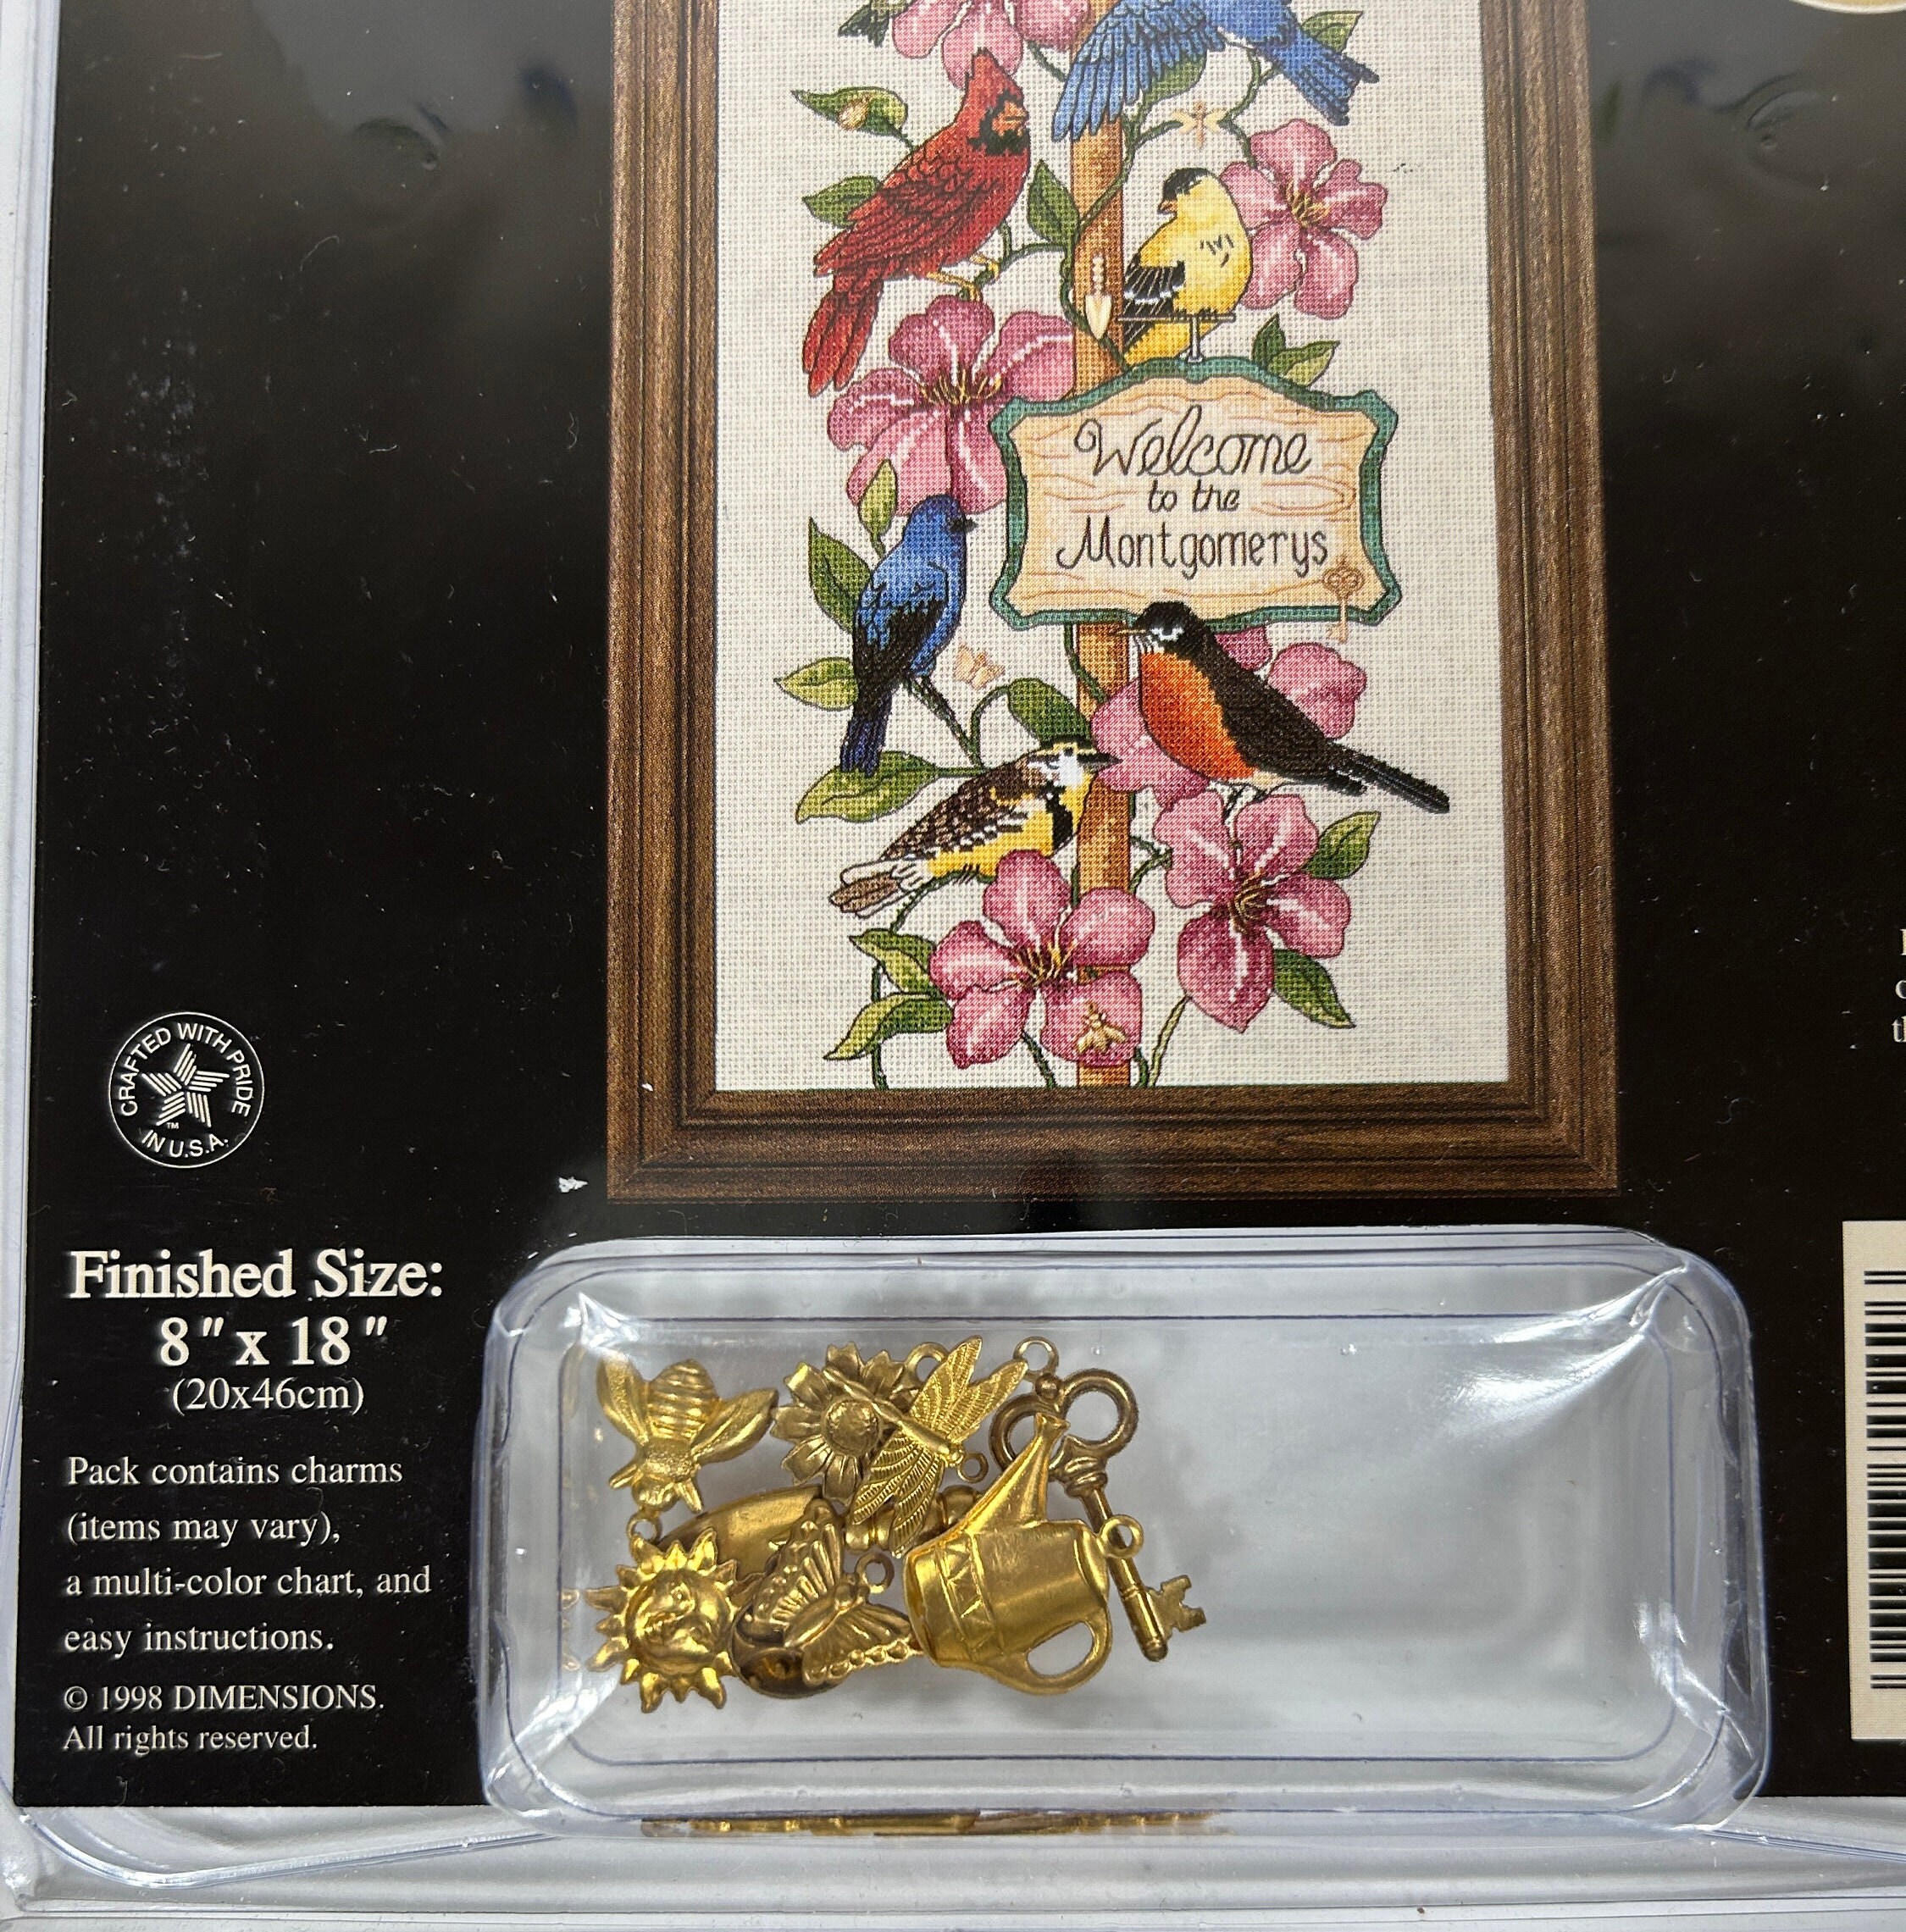 Welcome
to the
Montgomerys
CRAFTED WITH PRIDE
IN U.S.A.
TM
Finished Size:
8" x 18"
(20x46cm)
Pack contains charms
(items may vary),
a multi-color chart, and
easy instructions.
© 1998 DIMENSIONS.
All rights reserved.